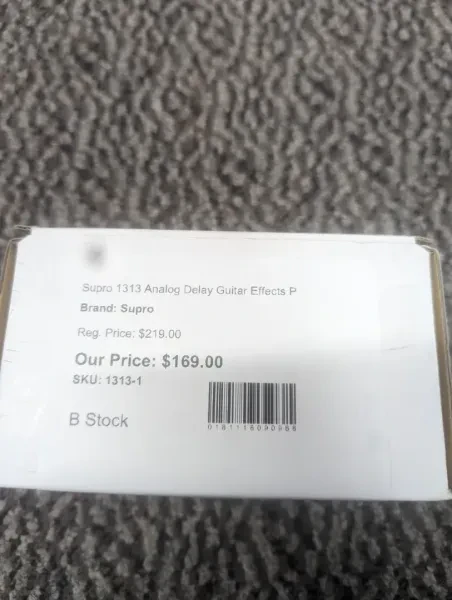 Supro 1313 Analog Delay Guitar Effects P
Brand: Supro
Reg. Price: $219.00
Our Price: $169.00
SKU: 1313-1
B Stock